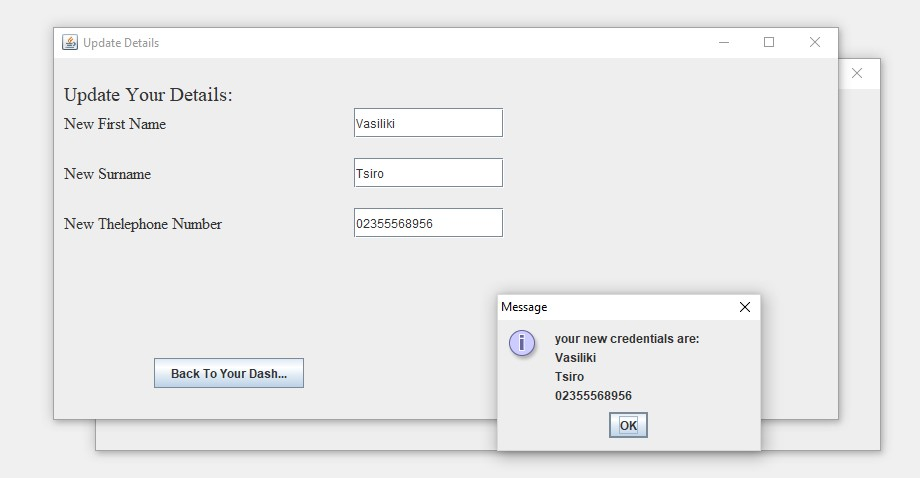 Update Details
Update Your Details:
New First Name
Vasiliki
New Surname
Tsiro
New Thelephone Number
02355568956
Back To Your Dash...
Message
your new credentials are:
Vasiliki
Tsiro
02355568956
OK